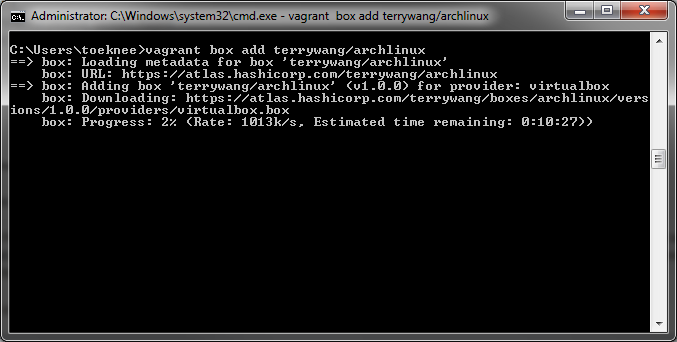 Administrator: C:\Windows\system32\cmd.exe - vagrant  box add terrywang/archlinux
C:\Users\toeknee>vagrant box add terrywang/archlinux
==> box: Loading metadata for box 'terrywang/archlinux'
    box: URL: https://atlas.hashicorp.com/terrywang/archlinux
==> box: Adding box 'terrywang/archlinux' (v1.0.0) for provider: virtualbox
    box: Downloading: https://atlas.hashicorp.com/terrywang/boxes/archlinux/vers
ions/1.0.0/providers/virtualbox.box
    box: Progress: 2% (Rate: 1013k/s, Estimated time remaining: 0:10:27))